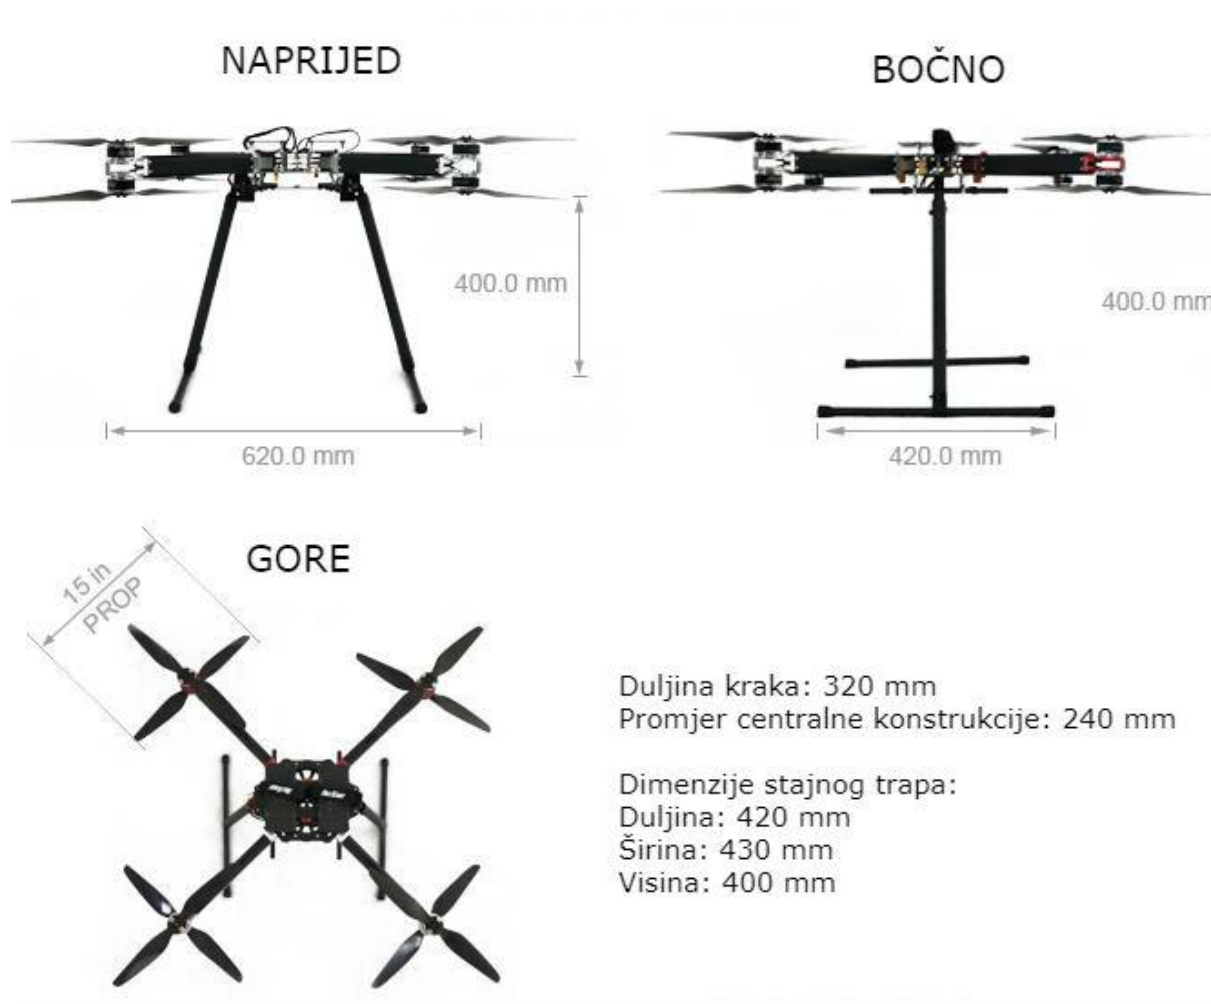 NAPRIJED
BOČNO
400.0 mm
400.0 mm
620.0 mm
420.0 mm
GORE
15 in
PROP
Duljina kraka: 320 mm
Promjer centralne konstrukcije: 240 mm
Dimenzije stajnog trapa:
Duljina: 420 mm
Širina: 430 mm
Visina: 400 mm